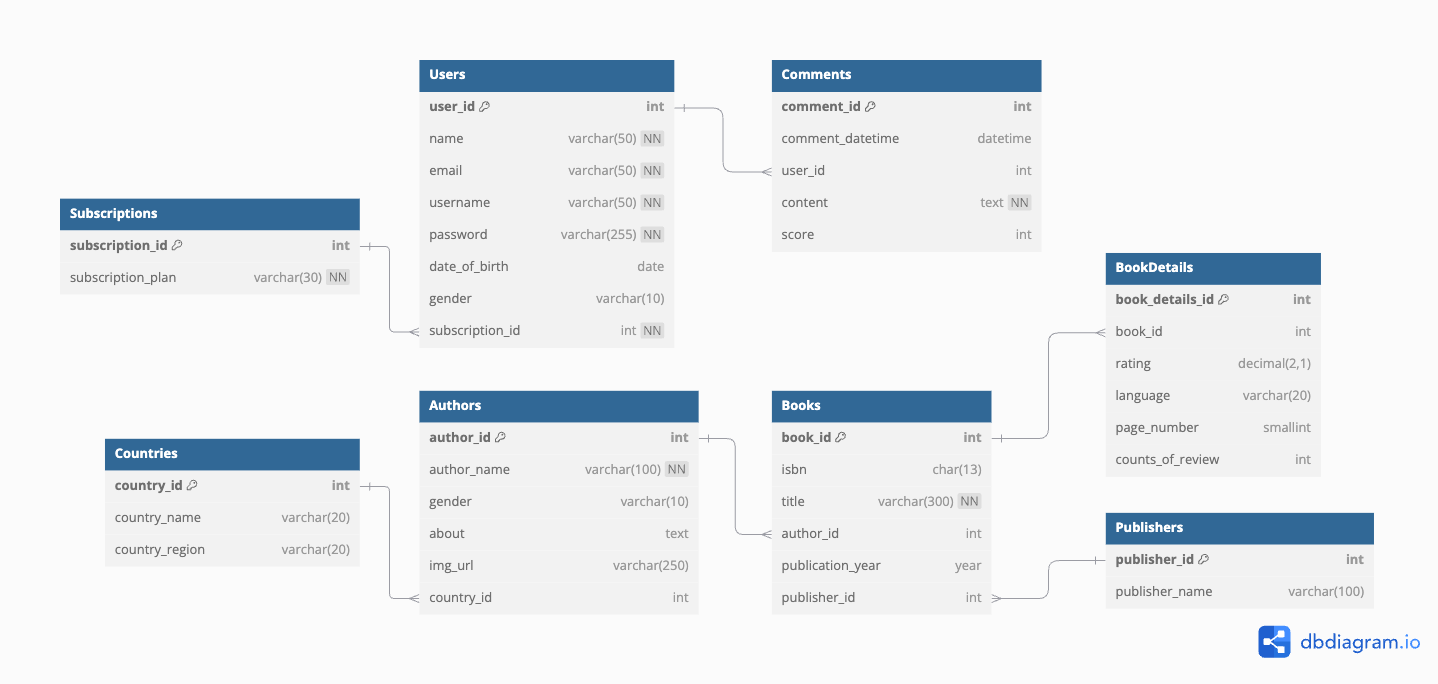 Users
user_id int
name varchar(50) NN
email varchar(50) NN
username varchar(50) NN
password varchar(255) NN
date_of_birth date
gender varchar(10)
subscription_id int NN
Comments
comment_id int
comment_datetime datetime
user_id int
content text NN
score int
Subscriptions
subscription_id int
subscription_plan varchar(30) NN
BookDetails
book_details_id int
book_id int
rating decimal(2,1)
language varchar(20)
page_number smallint
counts_of_review int
Authors
author_id int
author_name varchar(100) NN
gender varchar(10)
about text
img_url varchar(250)
country_id int
Books
book_id int
isbn char(13)
title varchar(300) NN
author_id int
publication_year year
publisher_id int
Countries
country_id int
country_name varchar(20)
country_region varchar(20)
Publishers
publisher_id int
publisher_name varchar(100)
dbdiagram.io